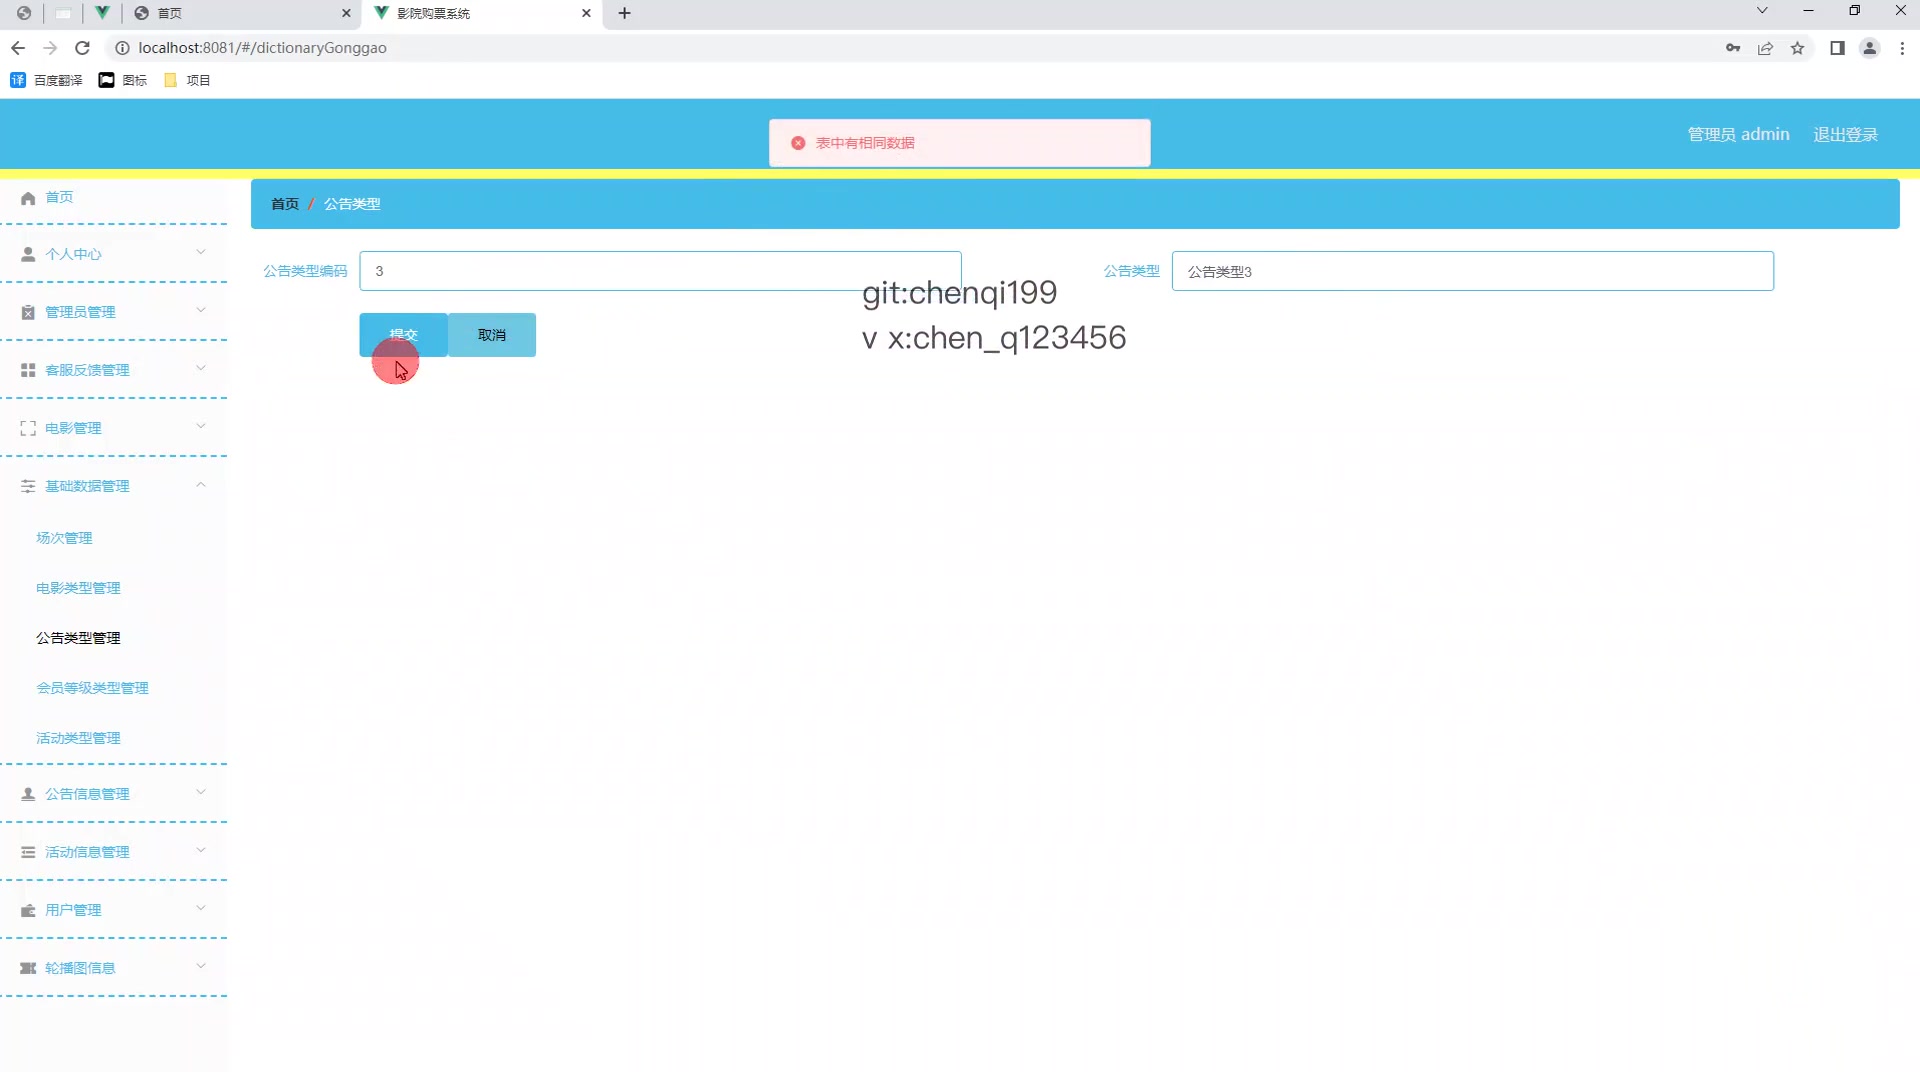 首页
影院购票系统
localhost:8081/#/dictionaryGonggao
百度翻译 图标 项目
表中有相同数据
管理员 admin 退出登录
首页 / 公告类型
首页
个人中心
管理员管理
客服反馈管理
电影管理
基础数据管理
场次管理
电影类型管理
公告类型管理
会员等级类型管理
活动类型管理
公告信息管理
活动信息管理
用户管理
轮播图信息
公告类型编码 3
公告类型 公告类型3
提交 取消
git:chenqi199
v x:chen_q123456